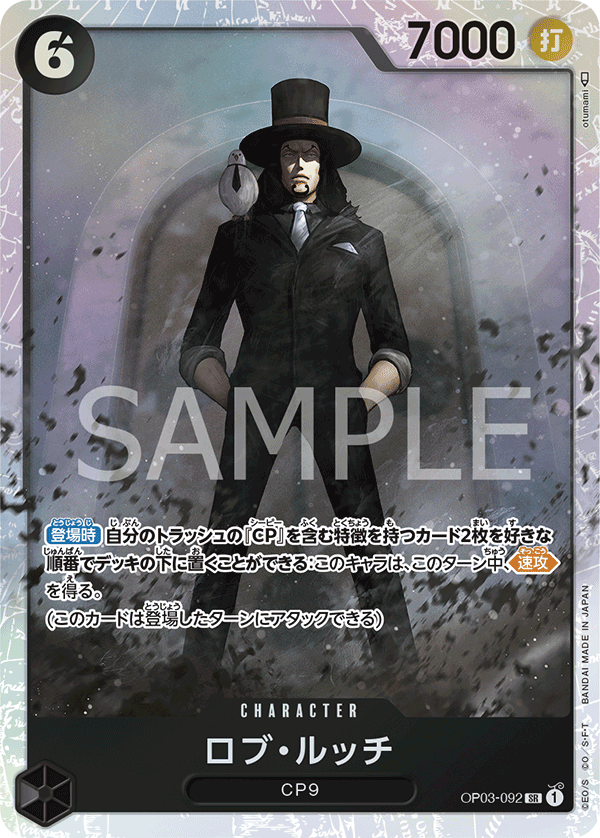 6
7000
打
otumami
SAMPLE
登場時 自分のトラッシュの『CP』を含む特徴を持つカード2枚を好きな
順番でデッキの下に置くことができる:このキャラは、このターン中、速攻
を得る。
(このカードは登場したターンにアタックできる)
CHARACTER
ロブ・ルッチ
CP9
OP03-092 SR 1
©E.O/S ©O/S・F・T BANDAI MADE IN JAPAN